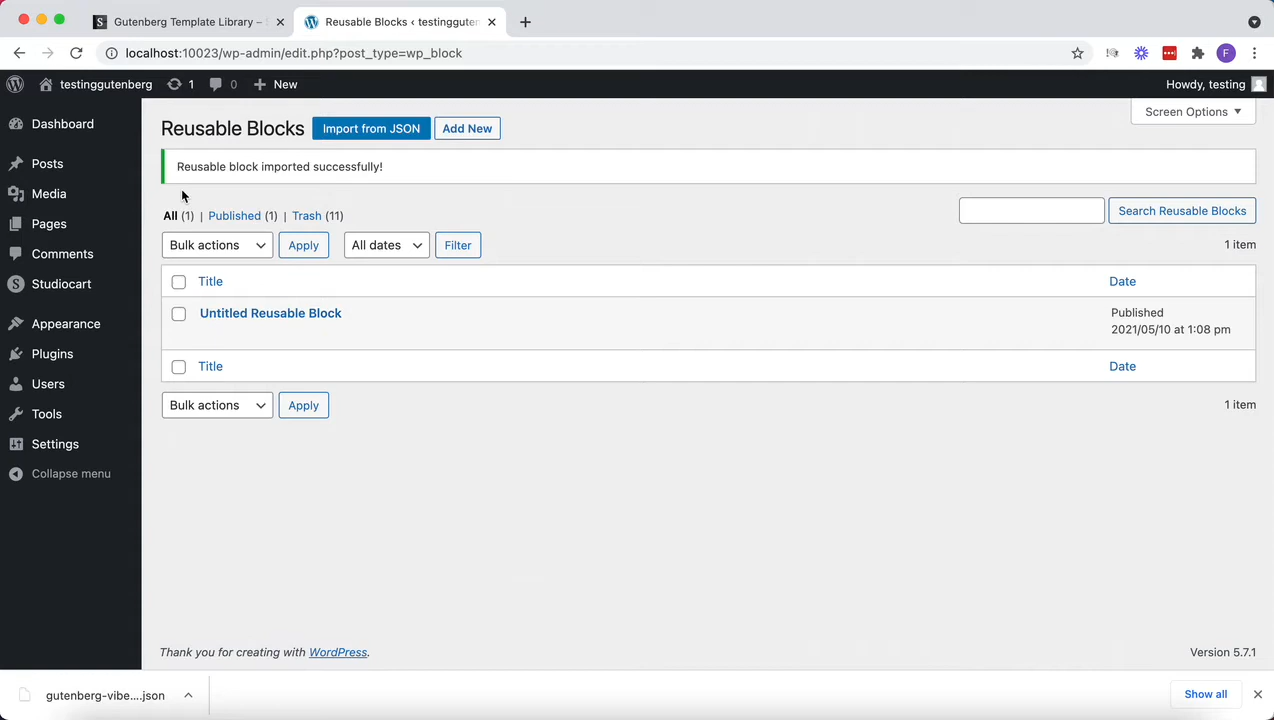 Gutenberg Template Library – S
Reusable Blocks ‹ testingguten
localhost:10023/wp-admin/edit.php?post_type=wp_block
F
testinggutenberg 1 0 New Howdy, testing
Screen Options
Dashboard
Posts
Media
Pages
Comments
Studiocart
Appearance
Plugins
Users
Tools
Settings
Collapse menu
Reusable Blocks Import from JSON Add New
Reusable block imported successfully!
All (1) | Published (1) | Trash (11)
Search Reusable Blocks
Bulk actions Apply All dates Filter 1 item
Title Date
Untitled Reusable Block Published
2021/05/10 at 1:08 pm
Title Date
Bulk actions Apply 1 item
Thank you for creating with WordPress. Version 5.7.1
gutenberg-vibe....json Show all